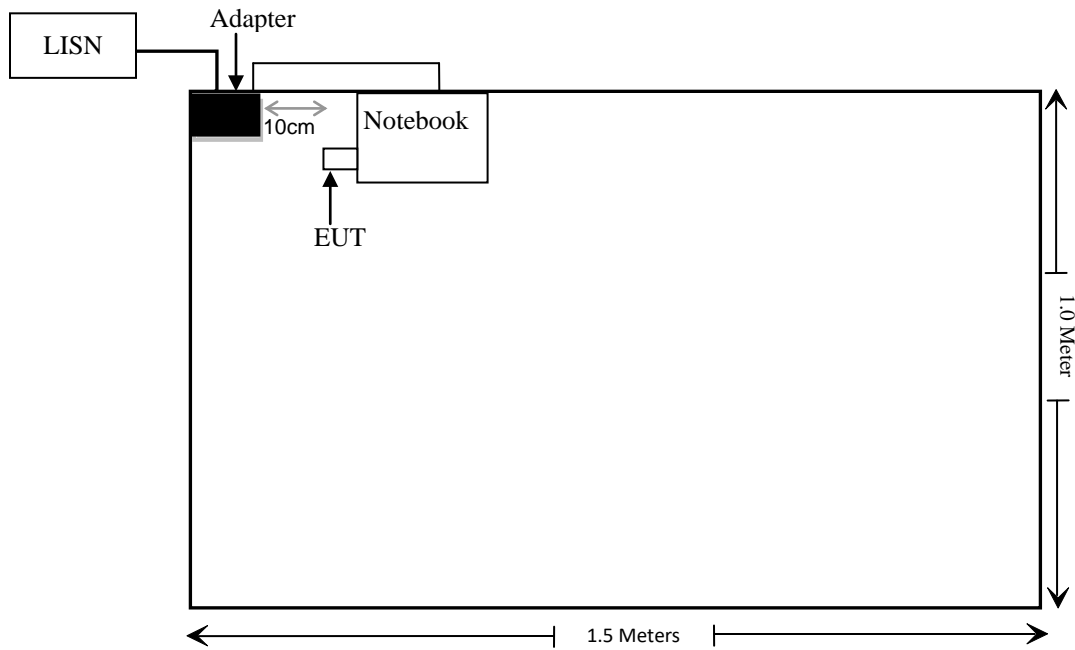 Adapter
LISN
Notebook
10cm
EUT
1.0 Meter
1.5 Meters